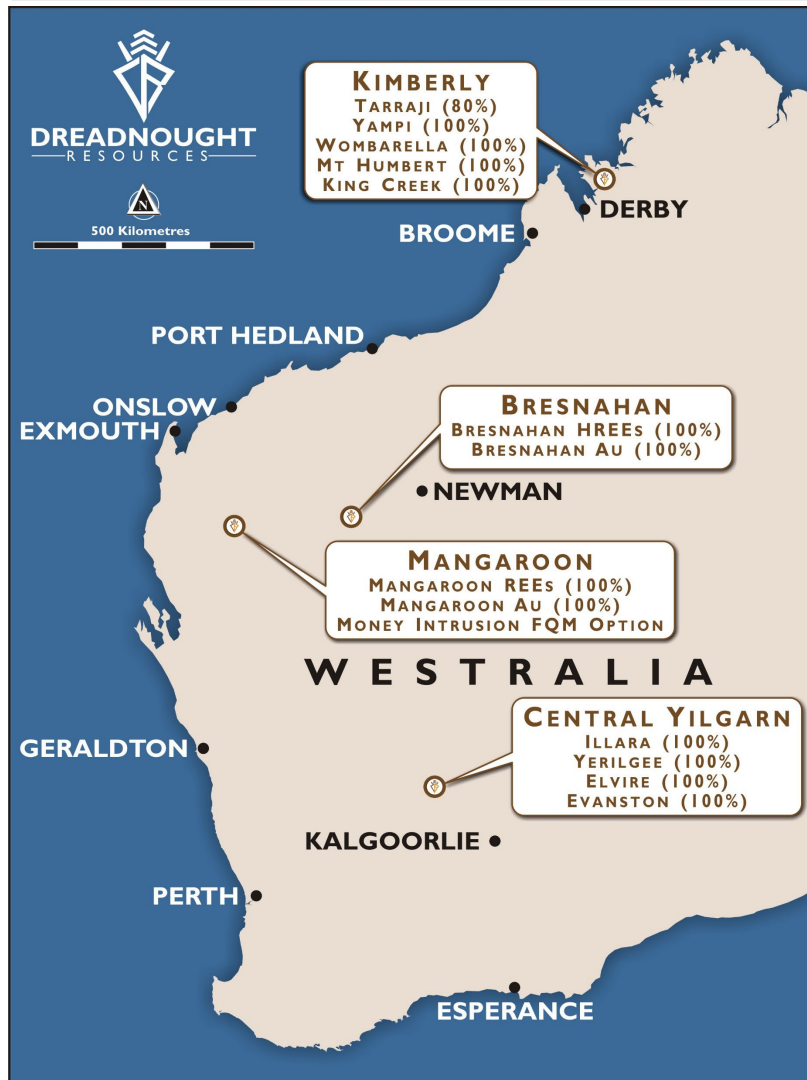 DREADNOUGHT
RESOURCES
N
500 Kilometres
KIMBERLY
TARRAJI (80%)
YAMPI (100%)
WOMBARELLA (100%)
MT HUMBERT (100%)
KING CREEK (100%)
DERBY
BROOME
PORT HEDLAND
ONSLOW
EXMOUTH
BRESNAHAN
BRESNAHAN HREES (100%)
BRESNAHAN AU (100%)
NEWMAN
MANGAROON
MANGAROON REES (100%)
MANGAROON AU (100%)
MONEY INTRUSION FQM OPTION
WESTRALIA
CENTRAL YILGARN
ILLARA (100%)
YERILGEE (100%)
ELVIRE (100%)
EVANSTON (100%)
GERALDTON
KALGOORLIE
PERTH
ESPERANCE